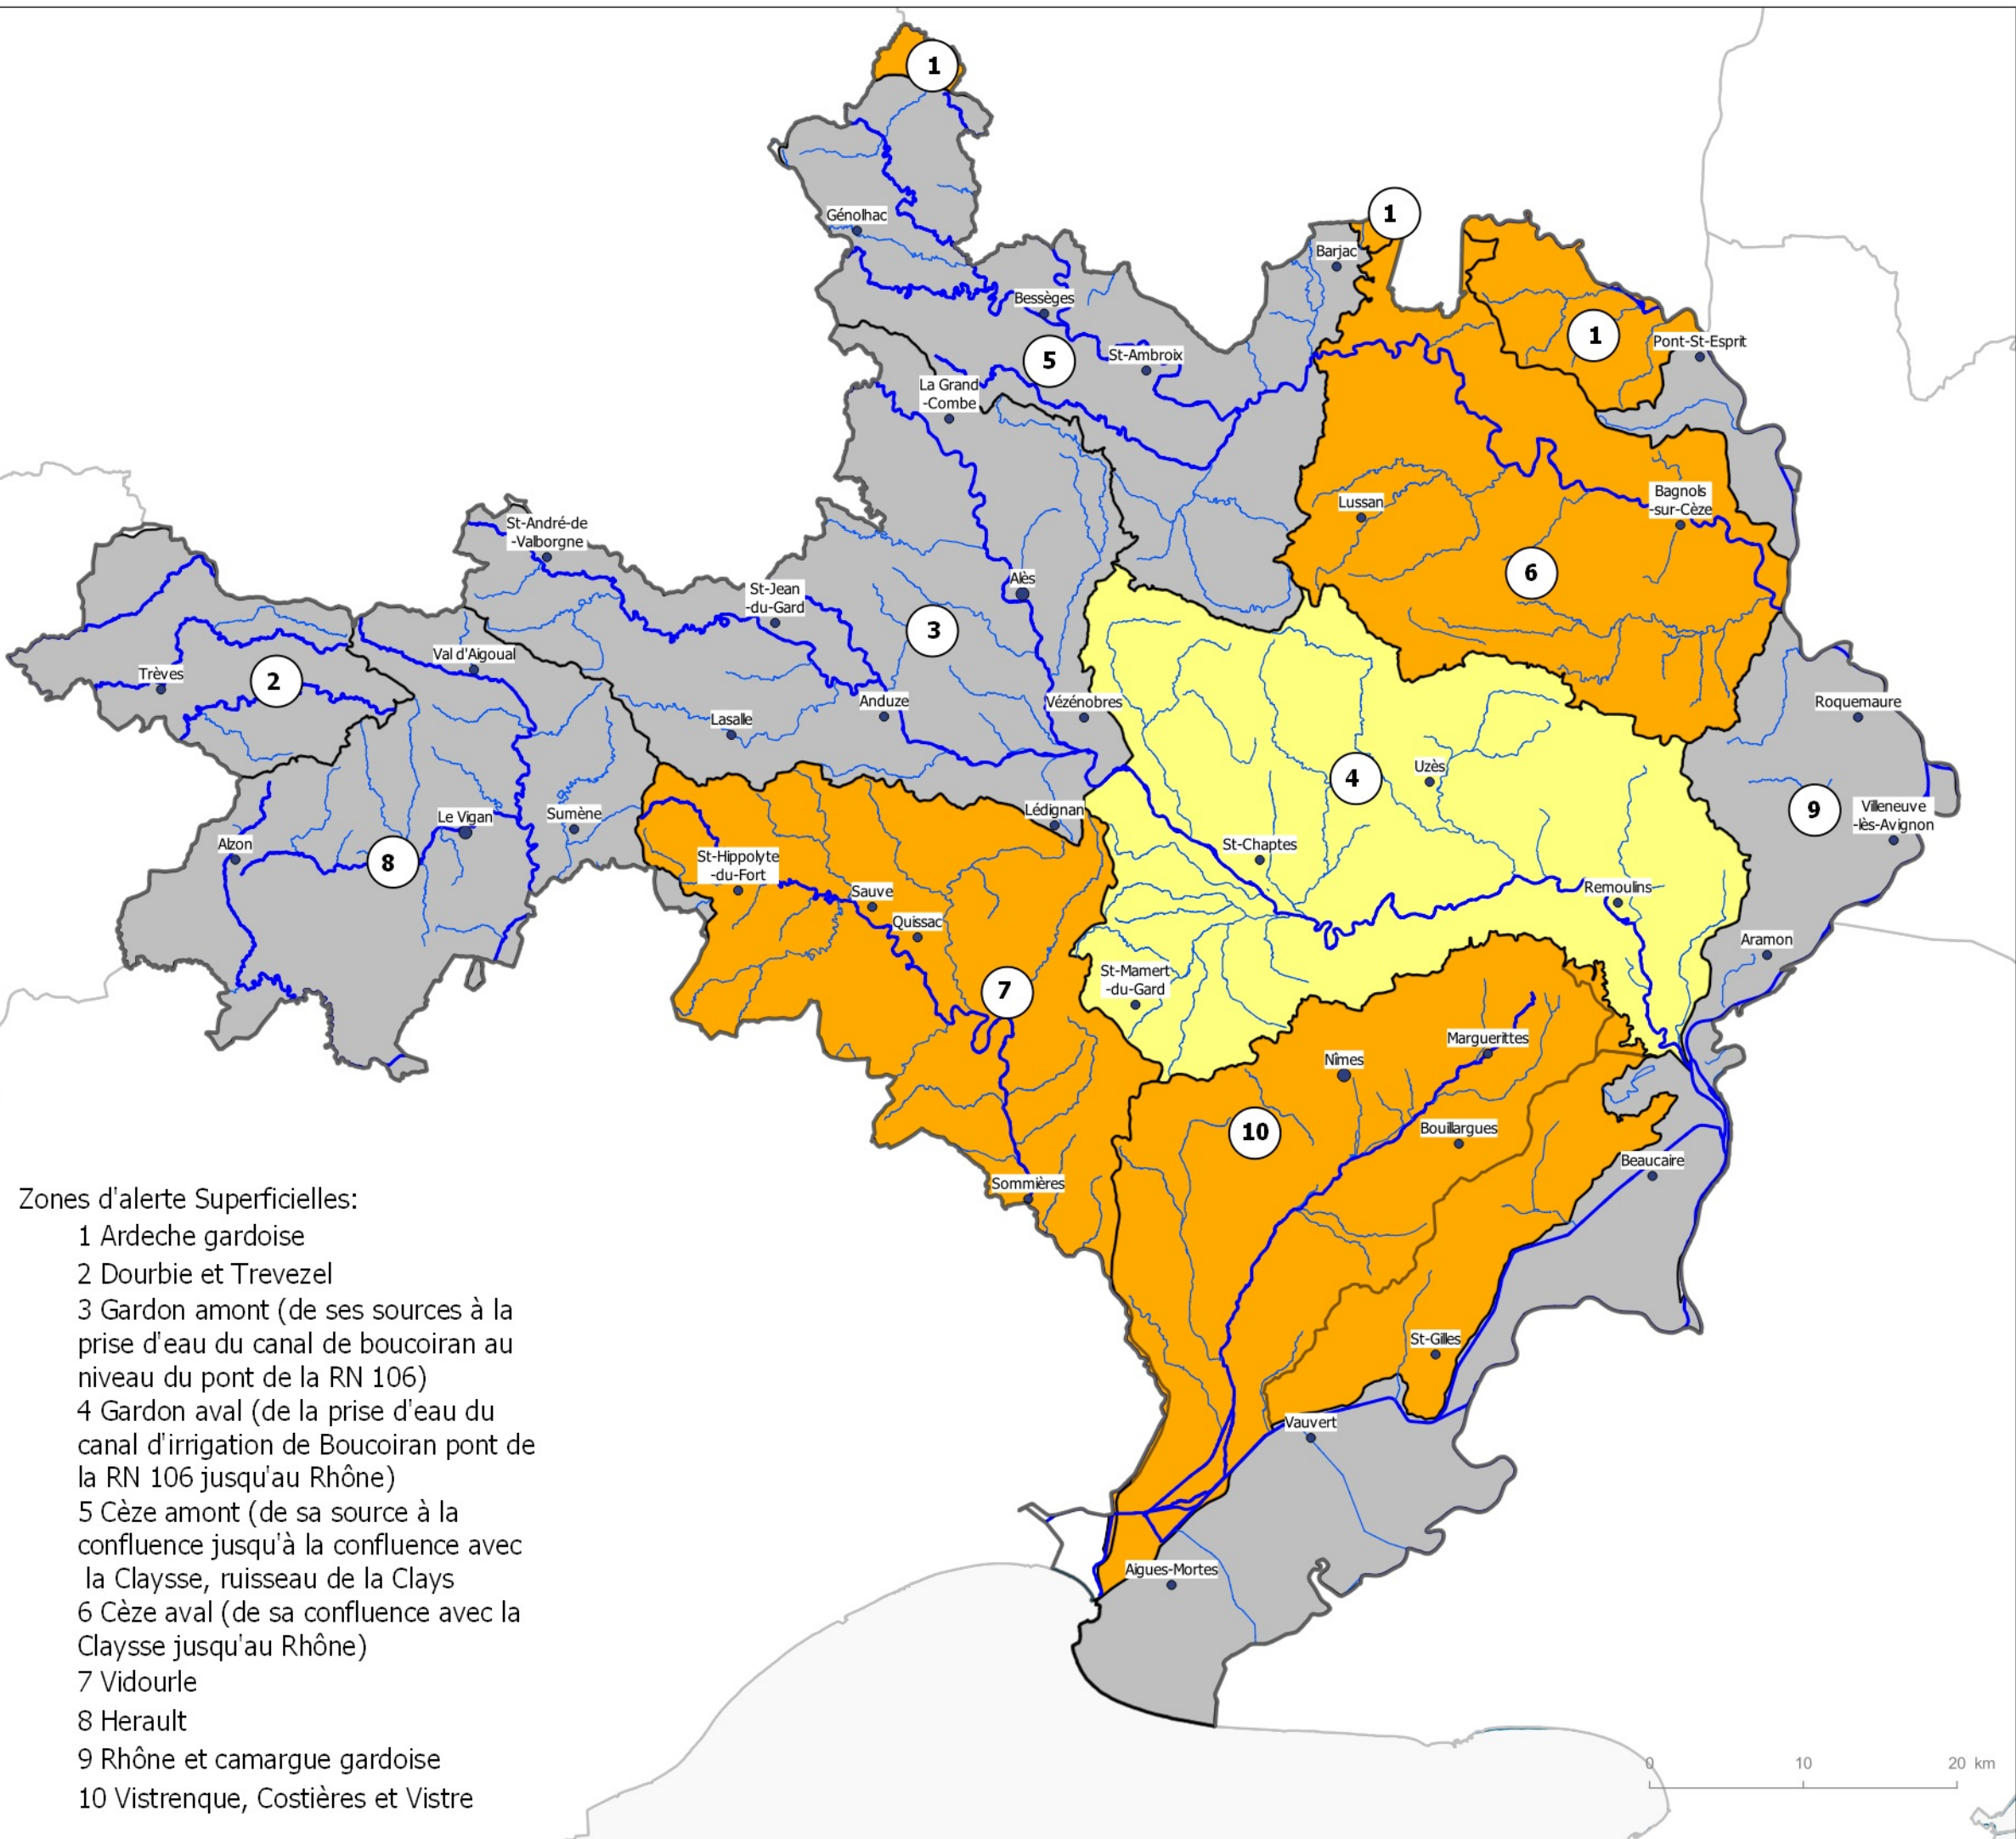 1
Génolhac
1
Barjac
Bessèges
1
Pont-St-Esprit
5
St-Ambroix
La Grand
-Combe
Lussan
Bagnols
-sur-Cèze
St-André-de
-Valborgne
6
Alès
St-Jean
-du-Gard
3
Val d'Aigoual
Trèves
2
Anduze
Vézénobres
Roquemaure
Lasalle
4
Uzès
Lédignan
9
Villeneuve
-lès-Avignon
Sumène
Le Vigan
Alzon
8
St-Chaptes
St-Hippolyte
-du-Fort
Sauve
Remoulins
Quissac
Aramon
St-Mamert
-du-Gard
7
Marguerittes
Nîmes
10
Bouillargues
Beaucaire
Sommières
St-Gilles
Vauvert
Aigues-Mortes
Zones d'alerte Superficielles:
1 Ardeche gardoise
2 Dourbie et Trevezel
3 Gardon amont (de ses sources à la
prise d'eau du canal de boucoiran au
niveau du pont de la RN 106)
4 Gardon aval (de la prise d'eau du
canal d'irrigation de Boucoiran pont de
la RN 106 jusqu'au Rhône)
5 Cèze amont (de sa source à la
confluence jusqu'à la confluence avec
la Claysse, ruisseau de la Clays
6 Cèze aval (de sa confluence avec la
Claysse jusqu'au Rhône)
7 Vidourle
8 Herault
9 Rhône et camargue gardoise
10 Vistrenque, Costières et Vistre
0 10 20 km